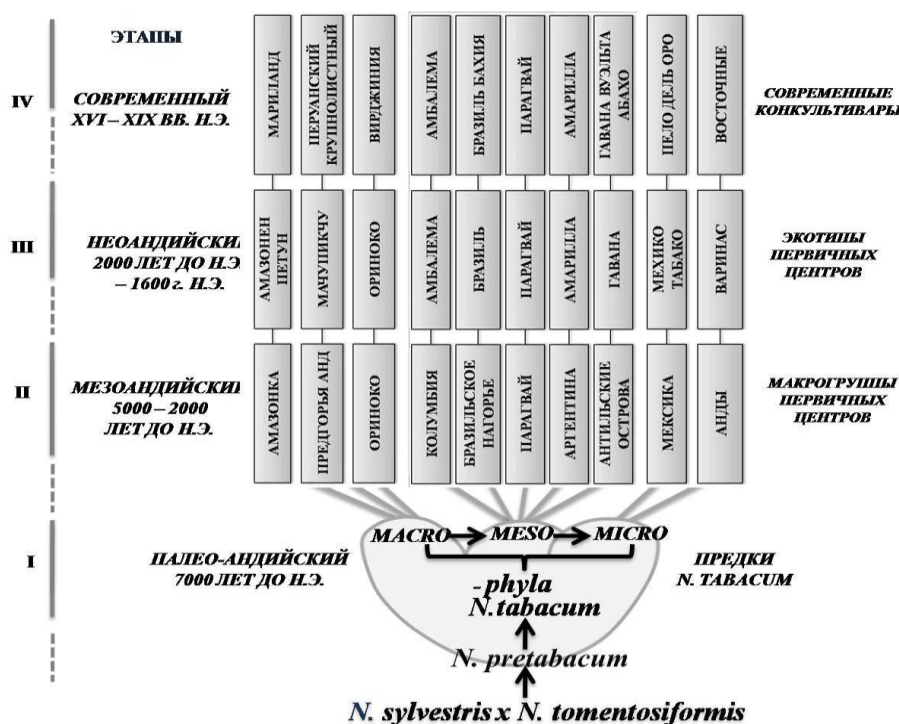 ЭТАПЫ
IV
СОВРЕМЕННЫЙ
XVI – XIX ВВ. Н.Э.
МАРИЛАНД
ПЕРУАНСКИЙ
КРУПНОЛИСТНЫЙ
ВИРДЖИНИЯ
АМБАЛЕМА
БРАЗИЛЬ БАХИЯ
ПАРАГВАЙ
АМАРИЛЛА
ГАВАНА ВУЭЛЬТА
АБАХО
ПЕЛО ДЕЛЬ ОРО
ВОСТОЧНЫЕ
СОВРЕМЕННЫЕ
КОНКУЛЬТИВАРЫ
III
НЕОАНДИЙСКИЙ
2000 ЛЕТ ДО Н.Э.
– 1600 г. Н.Э.
АМАЗОНЕН
ПЕТУН
МАЧУПИКЧУ
ОРИНОКО
АМБАЛЕМА
БРАЗИЛЬ
ПАРАГВАЙ
АМАРИЛЛА
ГАВАНА
МЕХИКО
ТАБАКО
ВАРИНАС
ЭКОТИПЫ
ПЕРВИЧНЫХ
ЦЕНТРОВ
II
МЕЗОАНДИЙСКИЙ
5000 – 2000
ЛЕТ ДО Н.Э.
АМАЗОНКА
ПРЕДГОРЬЯ АНД
ОРИНОКО
КОЛУМБИЯ
БРАЗИЛЬСКОЕ
НАГОРЬЕ
ПАРАГВАЙ
АРГЕНТИНА
АНТИЛЬСКИЕ
ОСТРОВА
МЕКСИКА
АНДЫ
МАКРОГРУППЫ
ПЕРВИЧНЫХ
ЦЕНТРОВ
I
ПАЛЕО-АНДИЙСКИЙ
7000 ЛЕТ ДО Н.Э.
MACRO MESO MICRO
-phyla
N.tabacum
N. pretabacum
N. sylvestris x N. tomentosiformis
ПРЕДКИ
N. TABACUM